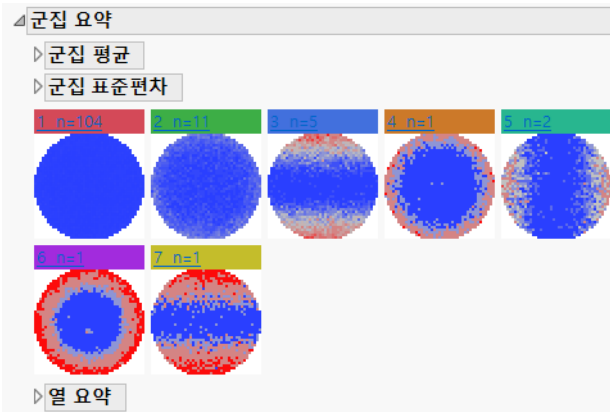 군집 요약
군집 평균
군집 표준편차
1 n=104
2 n=11
3 n=5
4 n=1
5 n=2
6 n=1
7 n=1
열 요약